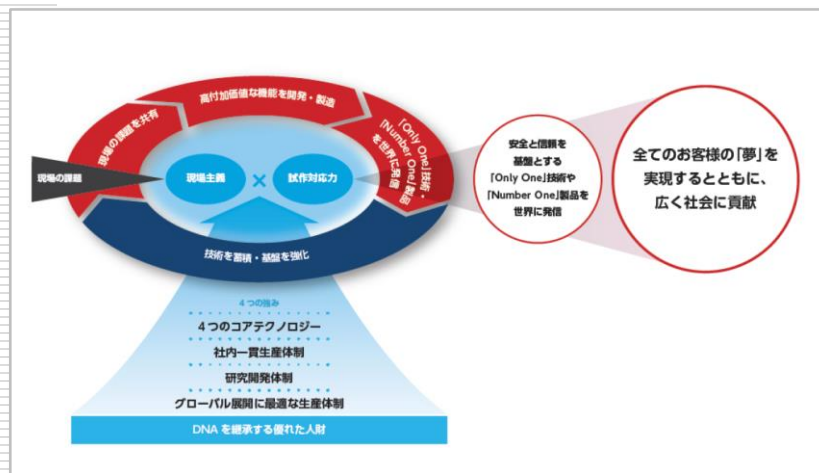 高付加価値な機能を開発・製造
現場の課題を共有
「Only One」技術・
「Number One」製品
を世界に発信
現場の課題
現場主義
×
試作対応力
技術を蓄積・基盤を強化
4つの強み
4つのコアテクノロジー
社内一貫生産体制
研究開発体制
グローバル展開に最適な生産体制
DNAを継承する優れた人財
安全と信頼を
基盤とする
「Only One」技術や
「Number One」製品を
世界に発信
全てのお客様の「夢」を
実現するとともに、
広く社会に貢献